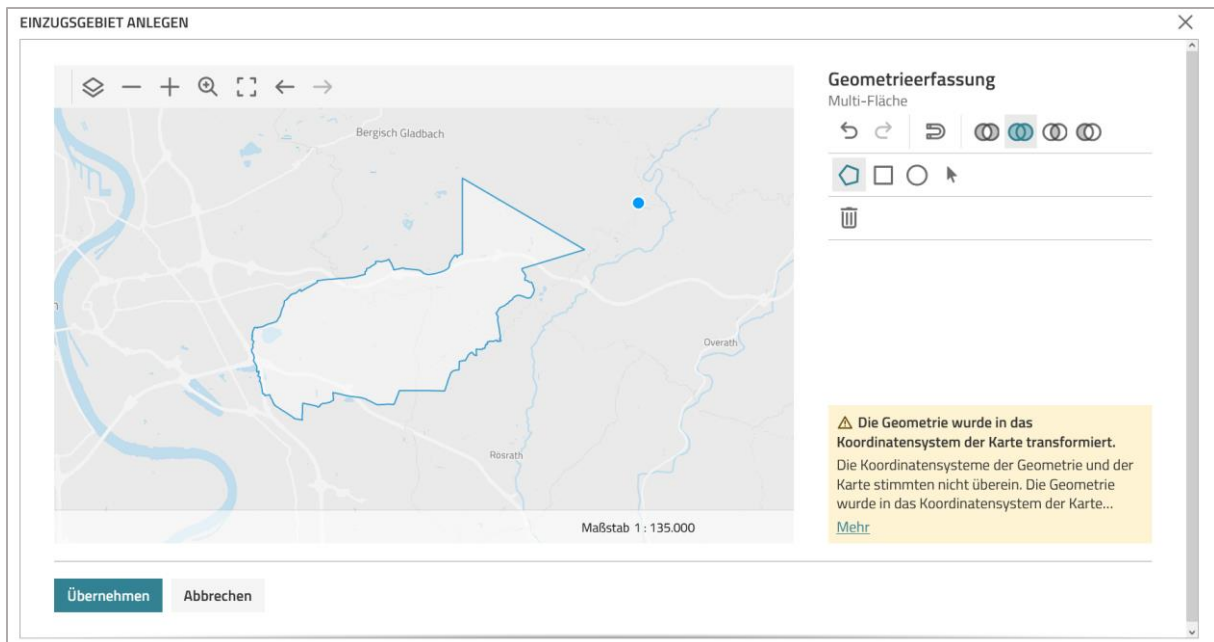 EINZUGSGEBIET ANLEGEN
Bergisch Gladbach
Overath
Rosrath
Maßstab 1 : 135.000
Geometrieerfassung
Multi-Fläche
Die Geometrie wurde in das
Koordinatensystem der Karte transformiert.
Die Koordinatensysteme der Geometrie und der
Karte stimmten nicht überein. Die Geometrie
wurde in das Koordinatensystem der Karte...
Mehr
Übernehmen
Abbrechen